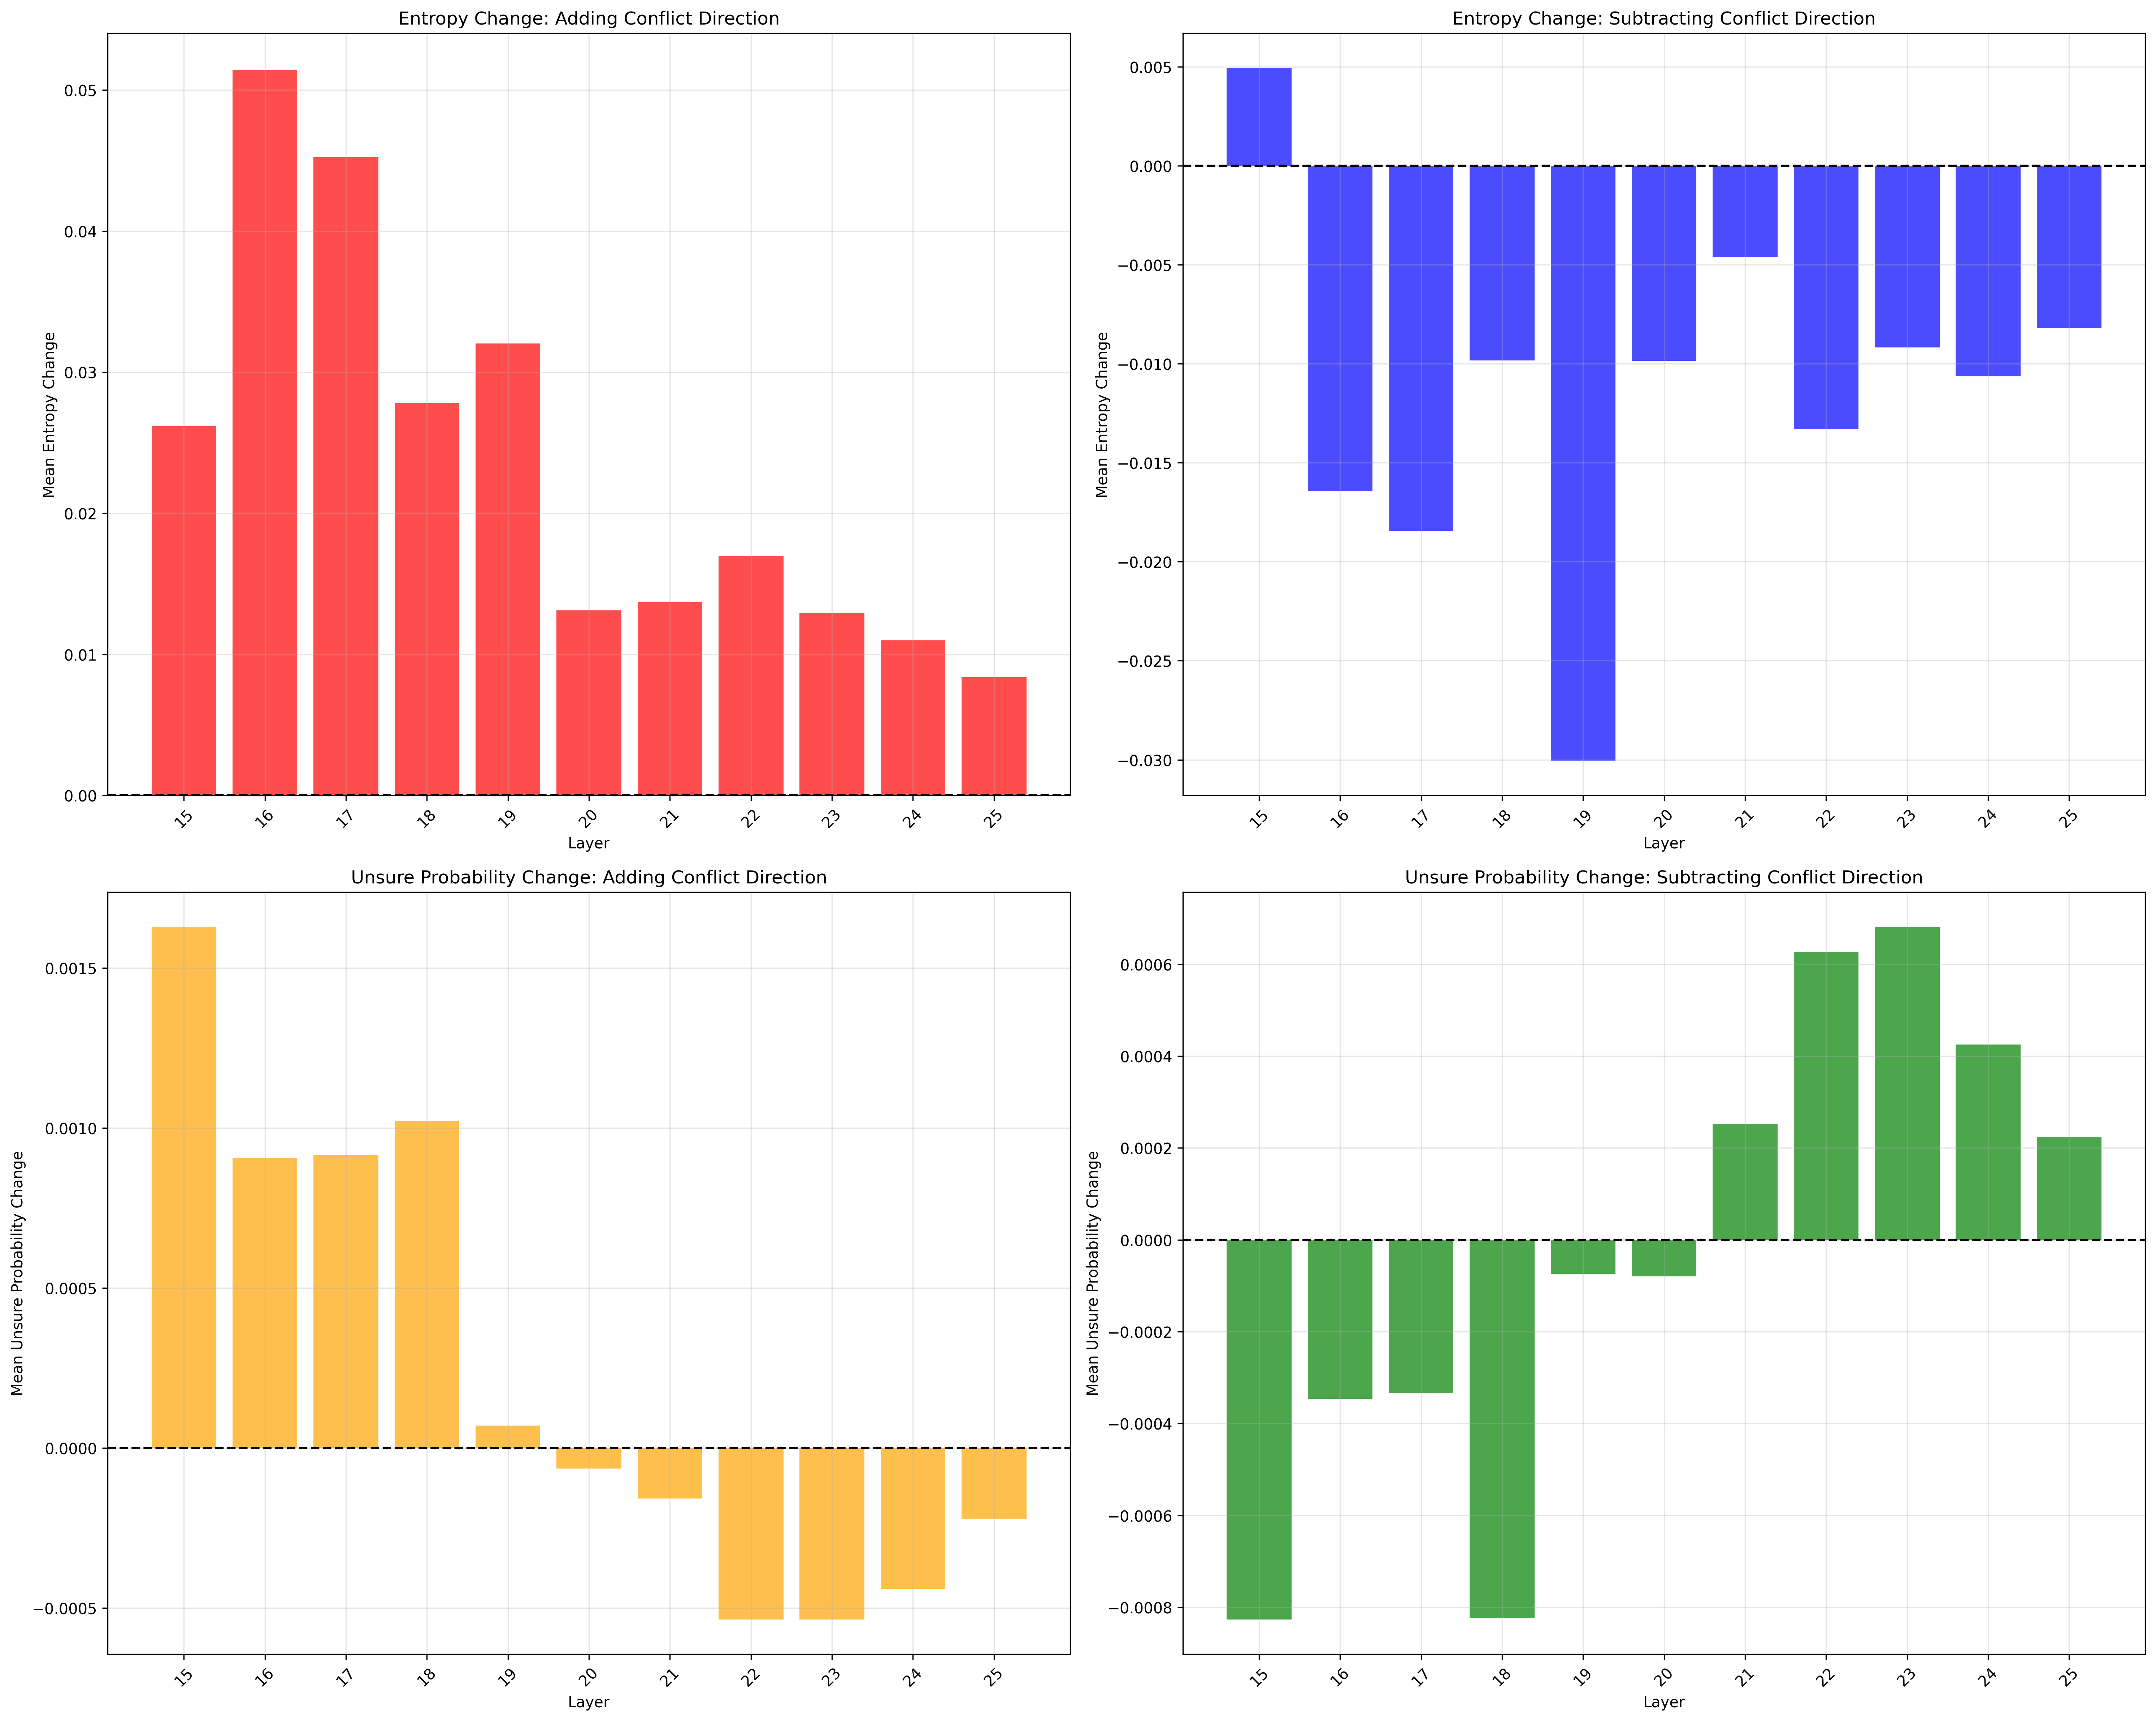 Entropy Change: Adding Conflict Direction
Mean Entropy Change
0.05
0.04
0.03
0.02
0.01
0.00
15 16 17 18 19 20 21 22 23 24 25
Layer
Entropy Change: Subtracting Conflict Direction
Mean Entropy Change
0.005
0.000
−0.005
−0.010
−0.015
−0.020
−0.025
−0.030
15 16 17 18 19 20 21 22 23 24 25
Layer
Unsure Probability Change: Adding Conflict Direction
Mean Unsure Probability Change
0.0015
0.0010
0.0005
0.0000
−0.0005
15 16 17 18 19 20 21 22 23 24 25
Layer
Unsure Probability Change: Subtracting Conflict Direction
Mean Unsure Probability Change
0.0006
0.0004
0.0002
0.0000
−0.0002
−0.0004
−0.0006
−0.0008
15 16 17 18 19 20 21 22 23 24 25
Layer